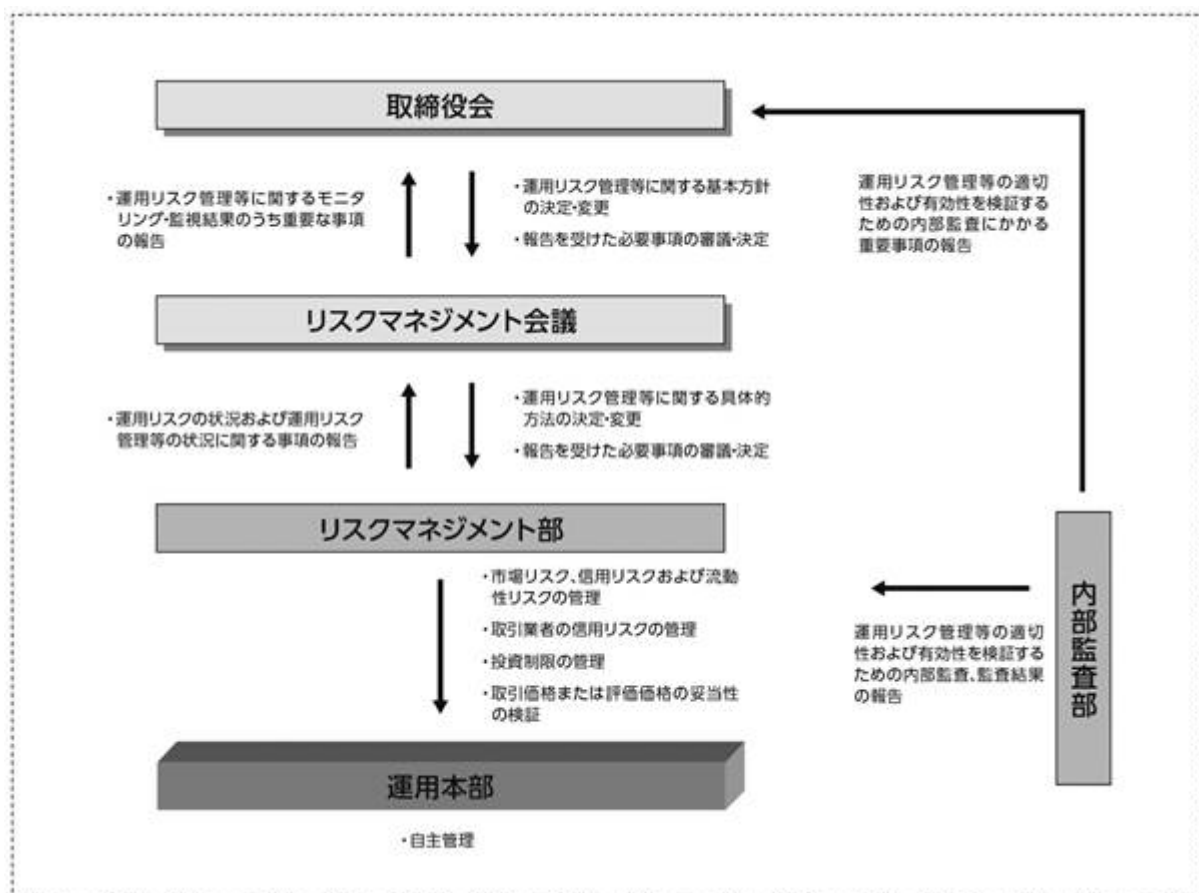 取締役会
・運用リスク管理等に関するモニタ
リング・監視結果のうち重要な事項
の報告
・運用リスク管理等に関する基本方針
の決定・変更
・報告を受けた必要事項の審議・決定
運用リスク管理等の適切
性および有効性を検証する
ための内部監査にかかる
重要事項の報告
リスクマネジメント会議
・運用リスクの状況および運用リスク
管理等の状況に関する事項の報告
・運用リスク管理等に関する具体的
方法の決定・変更
・報告を受けた必要事項の審議・決定
リスクマネジメント部
・市場リスク、信用リスクおよび流動
性リスクの管理
・取引業者の信用リスクの管理
・投資制限の管理
・取引価格または評価価格の妥当性
の検証
運用リスク管理等の適切
性および有効性を検証する
ための内部監査、監査結果
の報告
内部監査部
運用本部
・自主管理